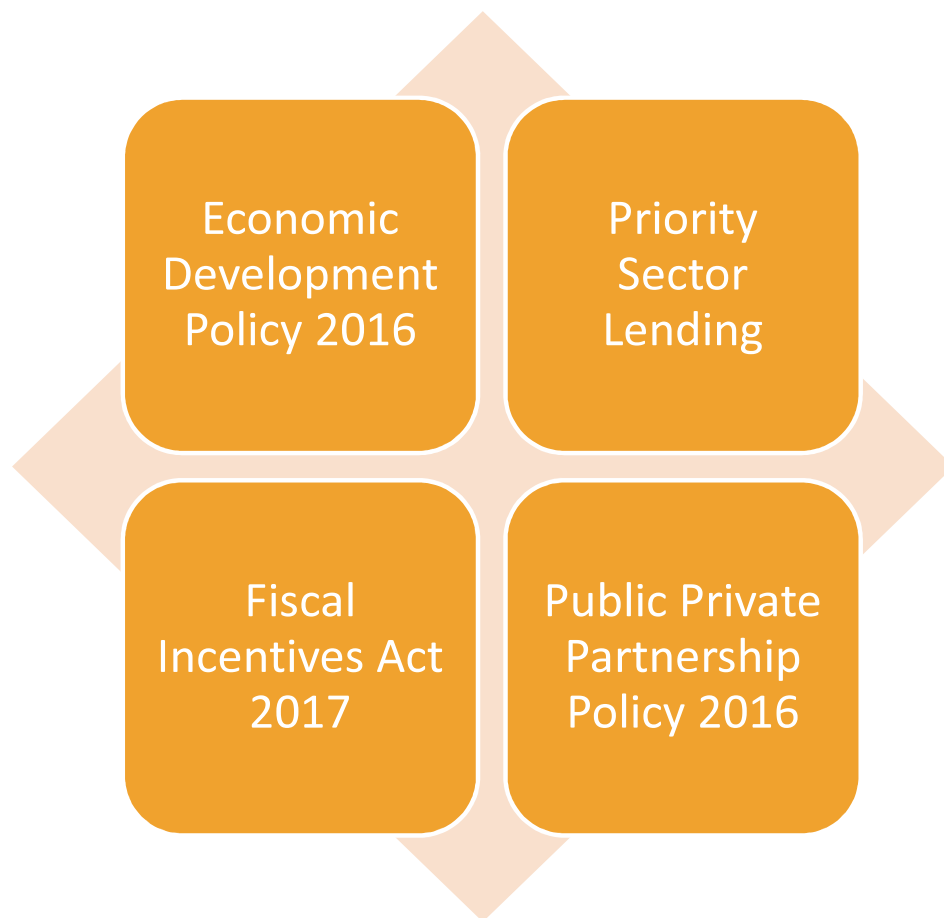 Economic
Development
Policy 2016
Priority
Sector
Lending
Fiscal
Incentives Act
2017
Public Private
Partnership
Policy 2016